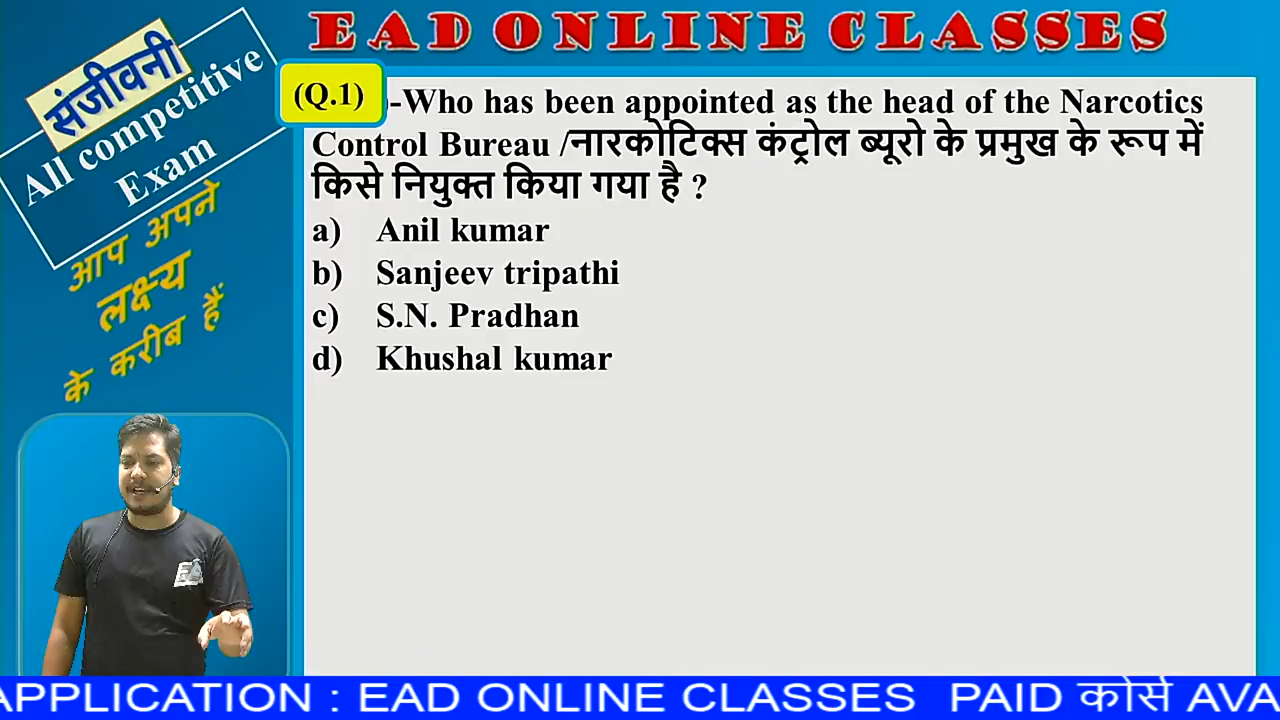 EAD ONLINE CLASSES
संजीवनी
All competitive
Exam
आप अपने
लक्ष्य
के करीब हैं
(Q.1) -Who has been appointed as the head of the Narcotics
Control Bureau /नारकोटिक्स कंट्रोल ब्यूरो के प्रमुख के रूप में
किसे नियुक्त किया गया है ?
a) Anil kumar
b) Sanjeev tripathi
c) S.N. Pradhan
d) Khushal kumar
APPLICATION : EAD ONLINE CLASSES PAID कोर्स AVA